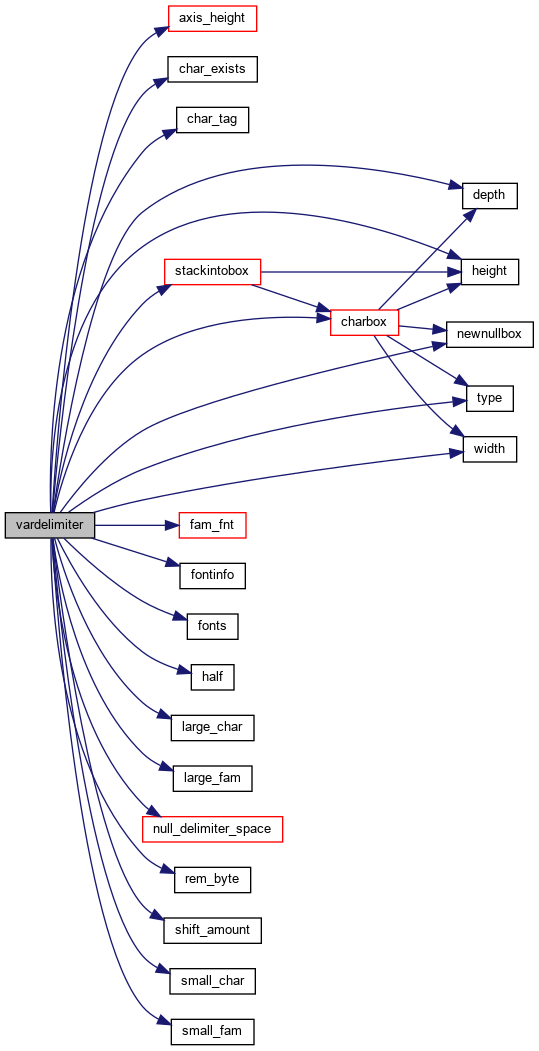 axis_height
char_exists
char_tag
depth
height
stackintobox
charbox
newnullbox
type
width
vardelimiter
fam_fnt
fontinfo
fonts
half
large_char
large_fam
null_delimiter_space
rem_byte
shift_amount
small_char
small_fam